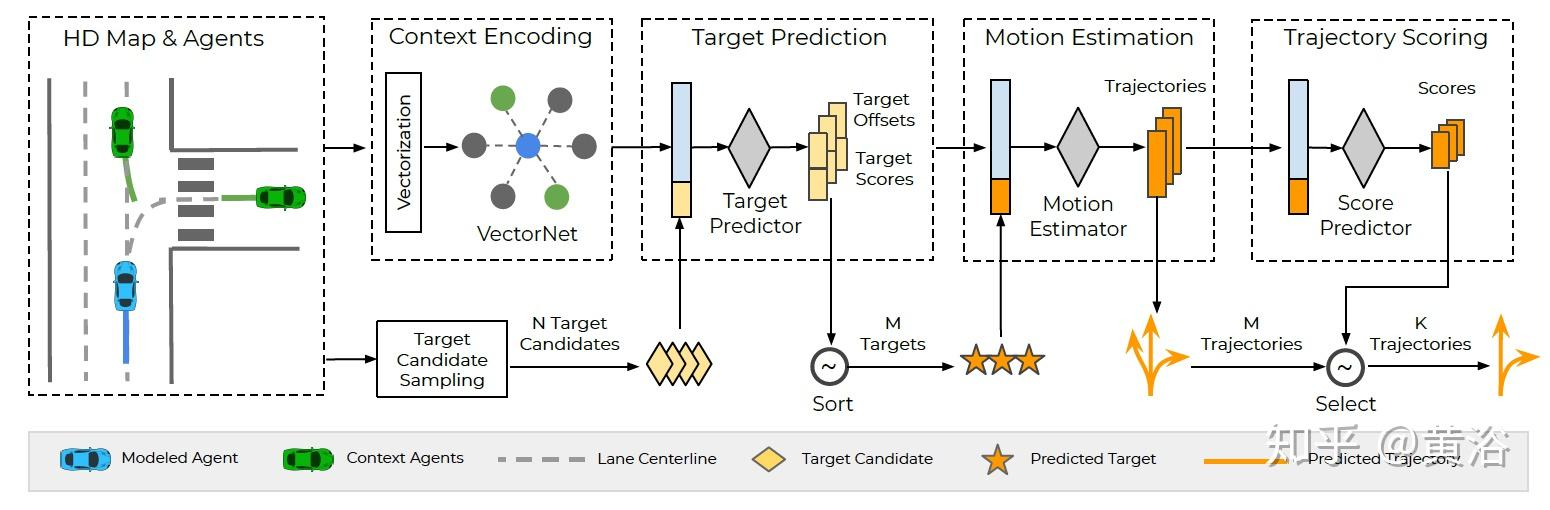 HD Map & Agents
Context Encoding
Target Prediction
Motion Estimation
Trajectory Scoring
Vectorization
VectorNet
Target
Offsets
Target
Scores
Target
Predictor
Trajectories
Motion
Estimator
Scores
Score
Predictor
Target
Candidate
Sampling
N Target
Candidates
~
Sort
M
Targets
M
Trajectories
~
Select
K
Trajectories
Modeled Agent
Context Agents
Lane Centerline
Target Candidate
Predicted Target
Predicted Trajectory
知乎 @黄浴